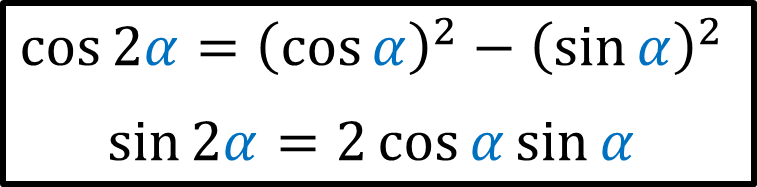 cos 2α = (cos α)² − (sin α)²
sin 2α = 2 cos α sin α